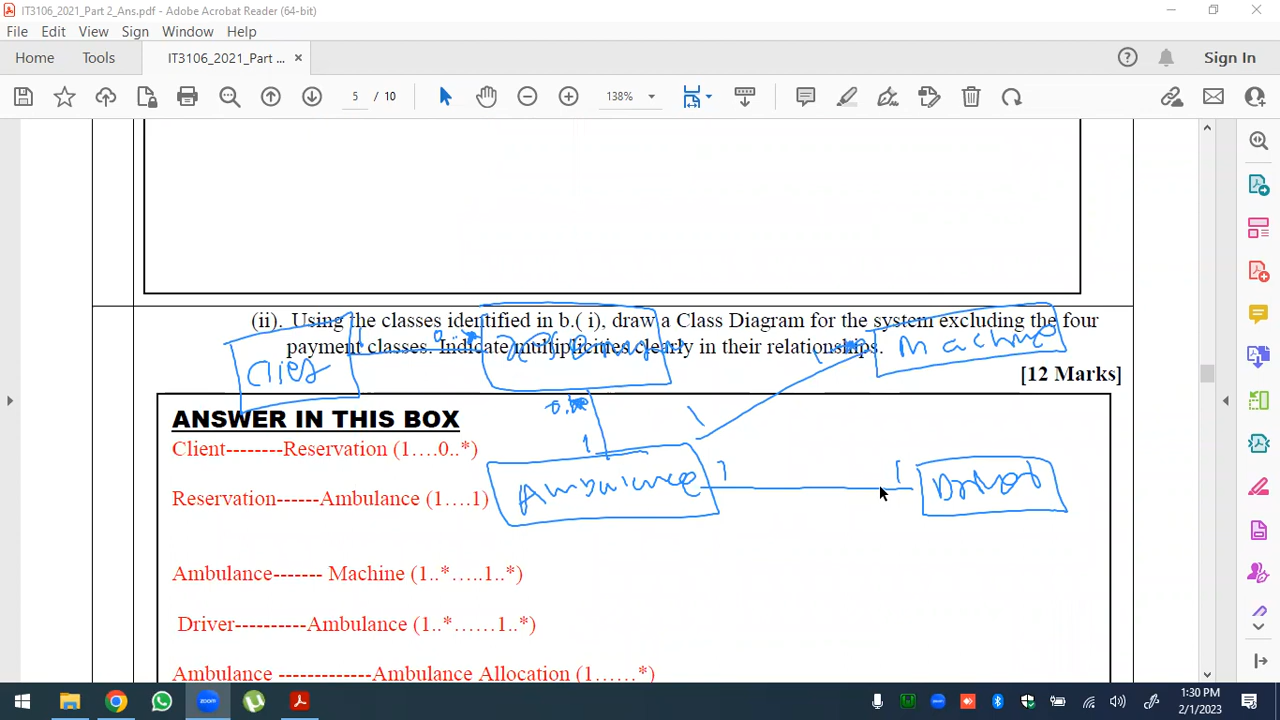 IT3106_2021_Part 2_Ans.pdf - Adobe Acrobat Reader (64-bit)
File Edit View Sign Window Help
Home Tools IT3106_2021_Part ... × Sign In
5 / 10 138%
(ii). Using the classes identified in b.( i), draw a Class Diagram for the system excluding the four
payment classes. Indicate multiplicities clearly in their relationships.
[12 Marks]
Machine
ANSWER IN THIS BOX
Client--------Reservation (1….0..*)
1
1
Reservation------Ambulance (1….1)
Ambulance
1
1
Ambulance------- Machine (1..*…..1..*)
Driver----------Ambulance (1..*……1..*)
Ambulance -------------Ambulance Allocation (1……*)
1:30 PM
2/1/2023